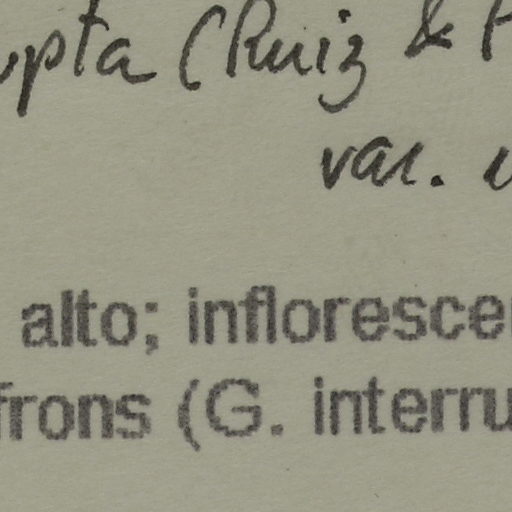 upta (Ruiz & P
var. 
alto; inflorescen
frons (G. interru